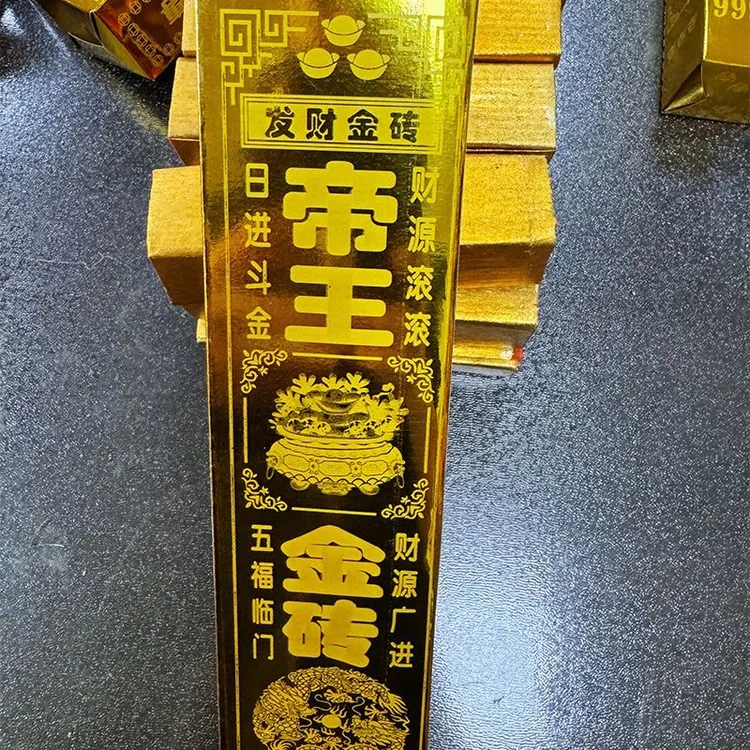 发财金砖
日进斗金
帝王
财源滚滚
五福临门
金砖
财源广进
99